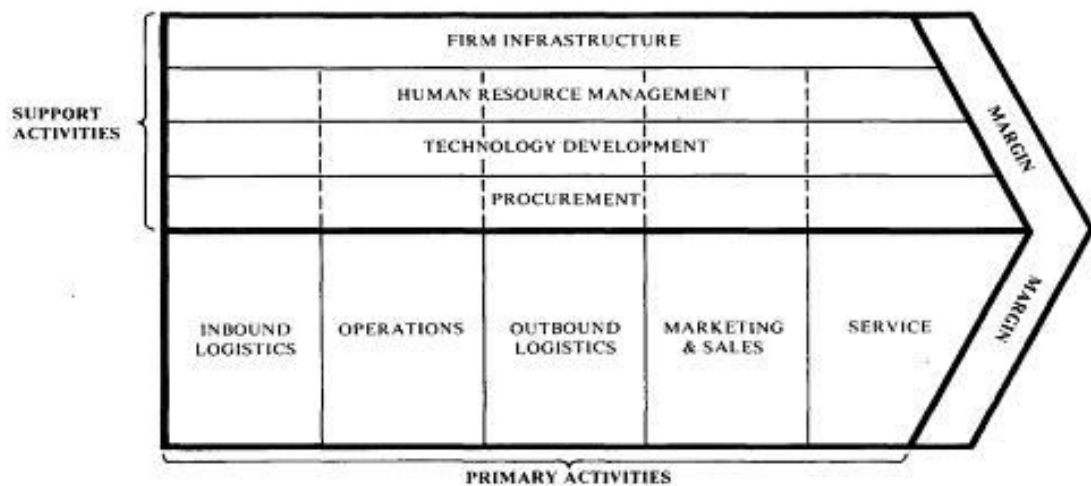 FIRM INFRASTRUCTURE
HUMAN RESOURCE MANAGEMENT
SUPPORT
ACTIVITIES
TECHNOLOGY DEVELOPMENT
PROCUREMENT
MARGIN
INBOUND
LOGISTICS
OPERATIONS
OUTBOUND
LOGISTICS
MARKETING
& SALES
SERVICE
MARGIN
PRIMARY ACTIVITIES